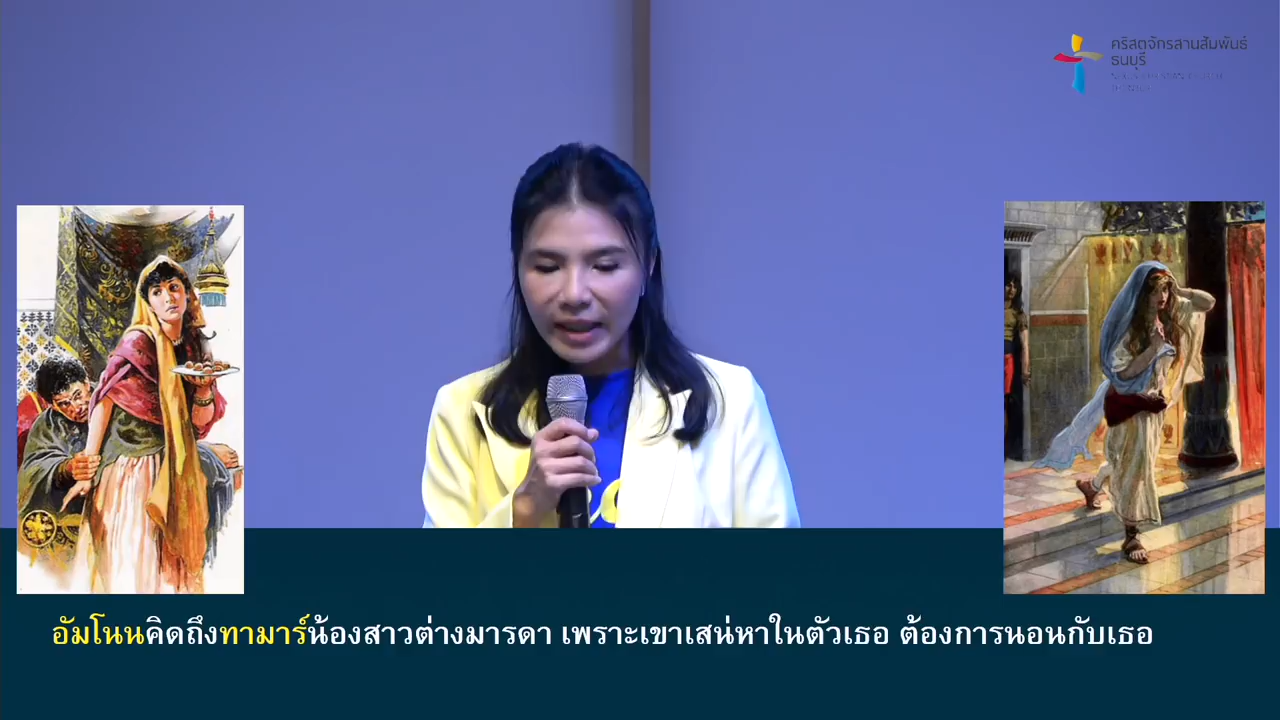 คริสตจักรสานสัมพันธ์
ธนบุรี
อัมโนนคิดถึงทามาร์น้องสาวต่างมารดา เพราะเขาเสน่หาในตัวเธอ ต้องการนอนกับเธอ